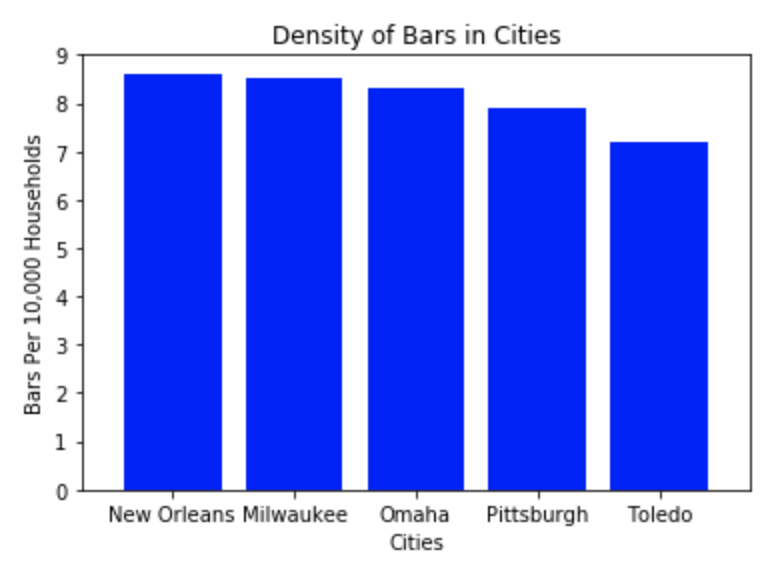 Density of Bars in Cities
Bars Per 10,000 Households
9
8
7
6
5
4
3
2
1
0
New Orleans Milwaukee Omaha Pittsburgh Toledo
Cities